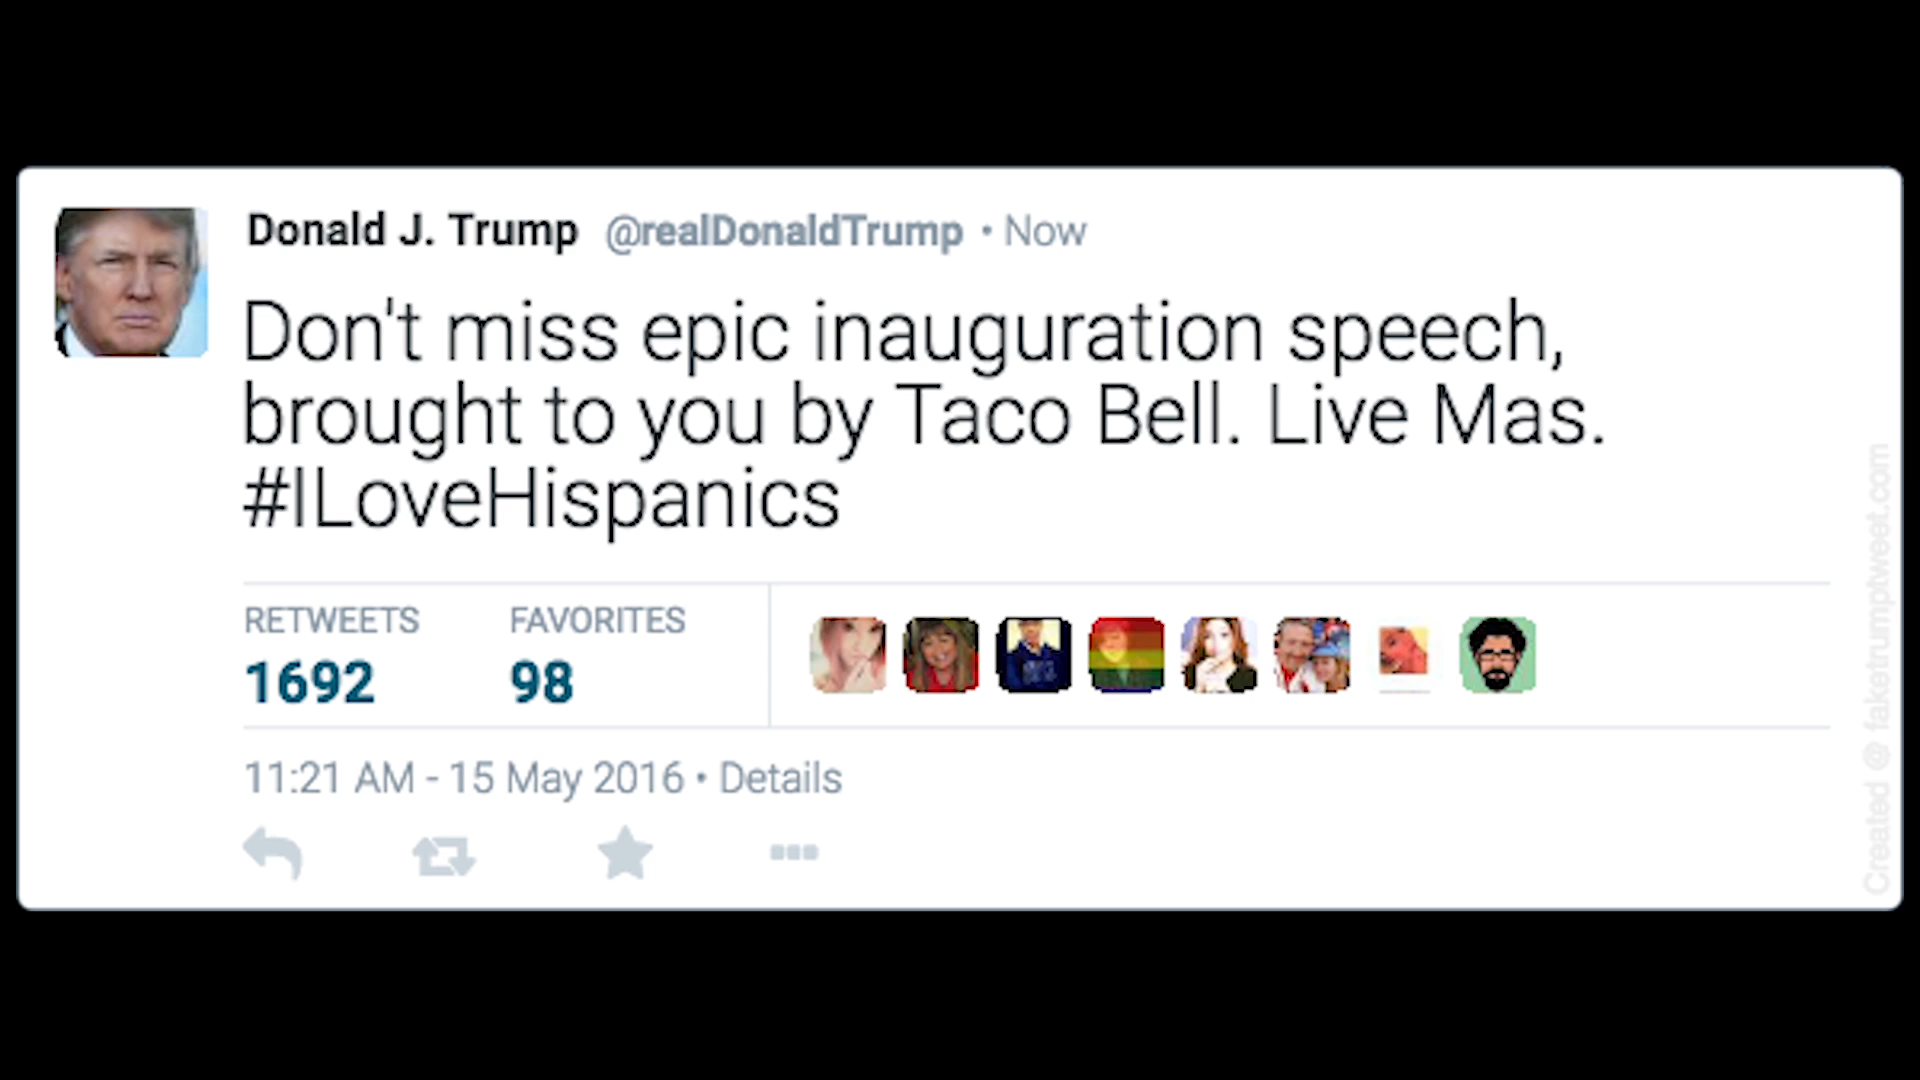 Donald J. Trump @realDonaldTrump • Now
Don't miss epic inauguration speech,
brought to you by Taco Bell. Live Mas.
#ILoveHispanics
RETWEETS FAVORITES
1692 98
11:21 AM - 15 May 2016 • Details
Created @ faketrumptweet.com